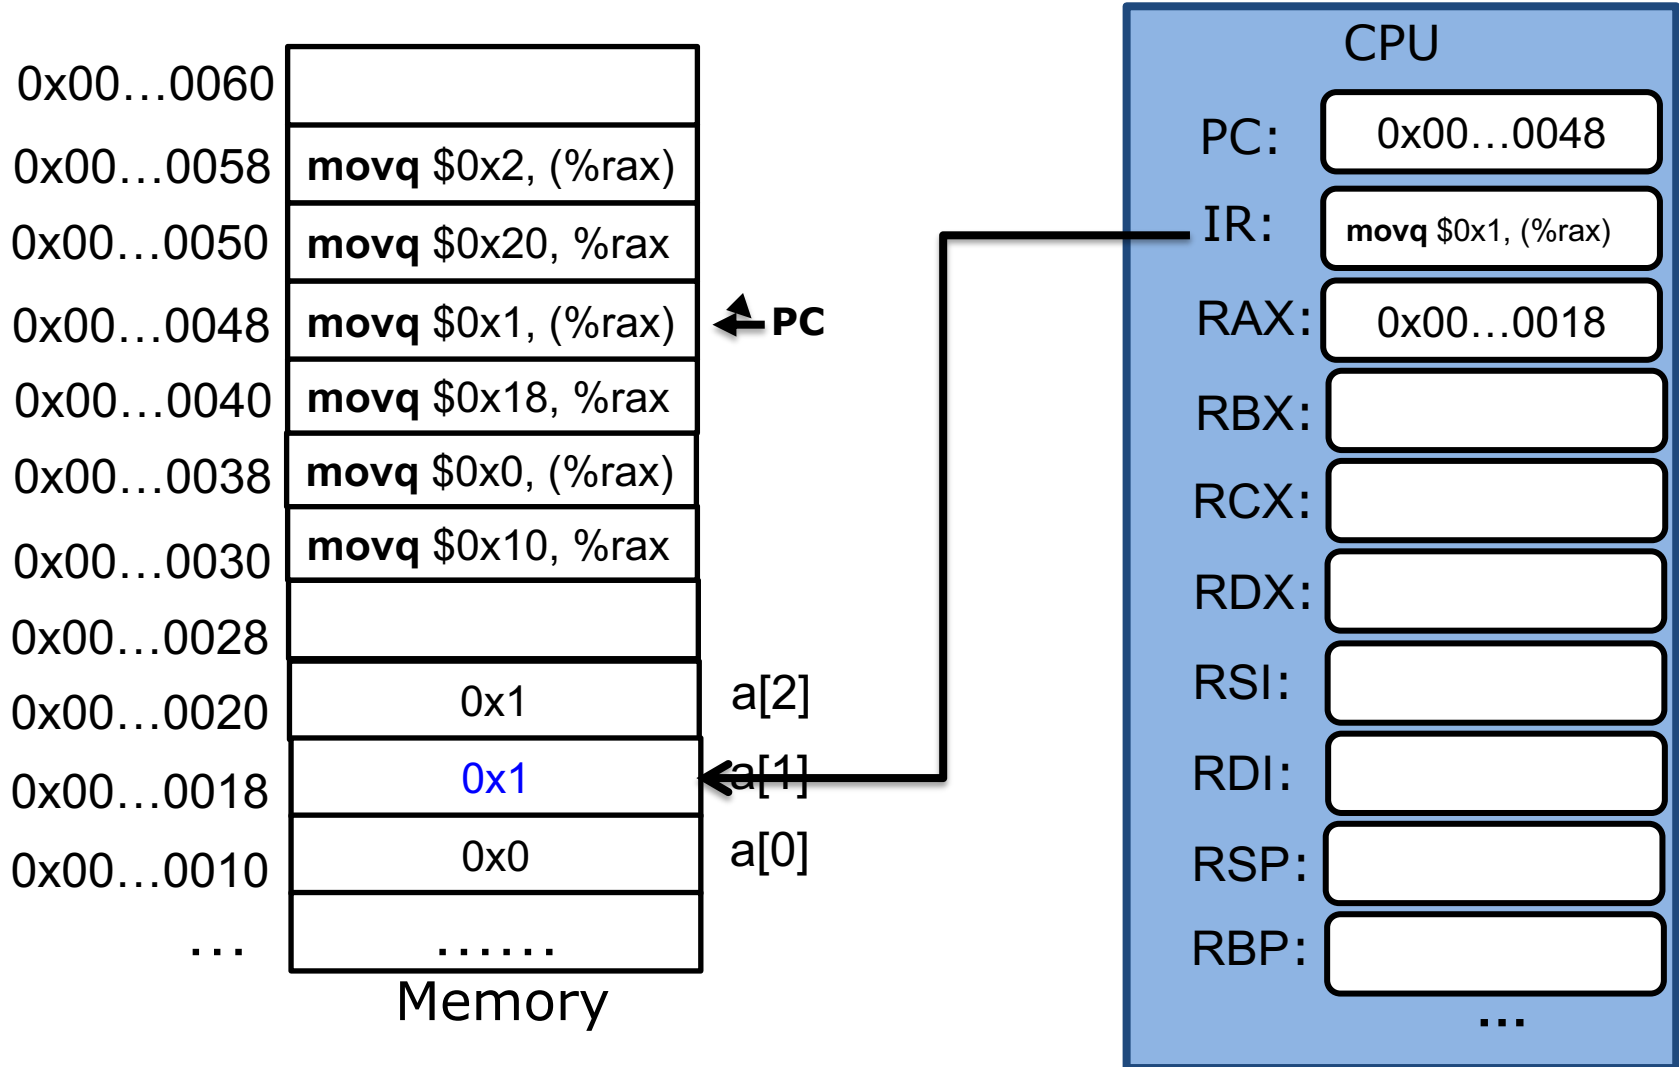 0x00…0060
0x00…0058 movq $0x2, (%rax)
0x00…0050 movq $0x20, %rax
0x00…0048 movq $0x1, (%rax) PC
0x00…0040 movq $0x18, %rax
0x00…0038 movq $0x0, (%rax)
0x00…0030 movq $0x10, %rax
0x00…0028
0x00…0020 0x1 a[2]
0x00…0018 0x1 a[1]
0x00…0010 0x0 a[0]
… ……
Memory
CPU
PC: 0x00…0048
IR: movq $0x1, (%rax)
RAX: 0x00…0018
RBX:
RCX:
RDX:
RSI:
RDI:
RSP:
RBP:
…